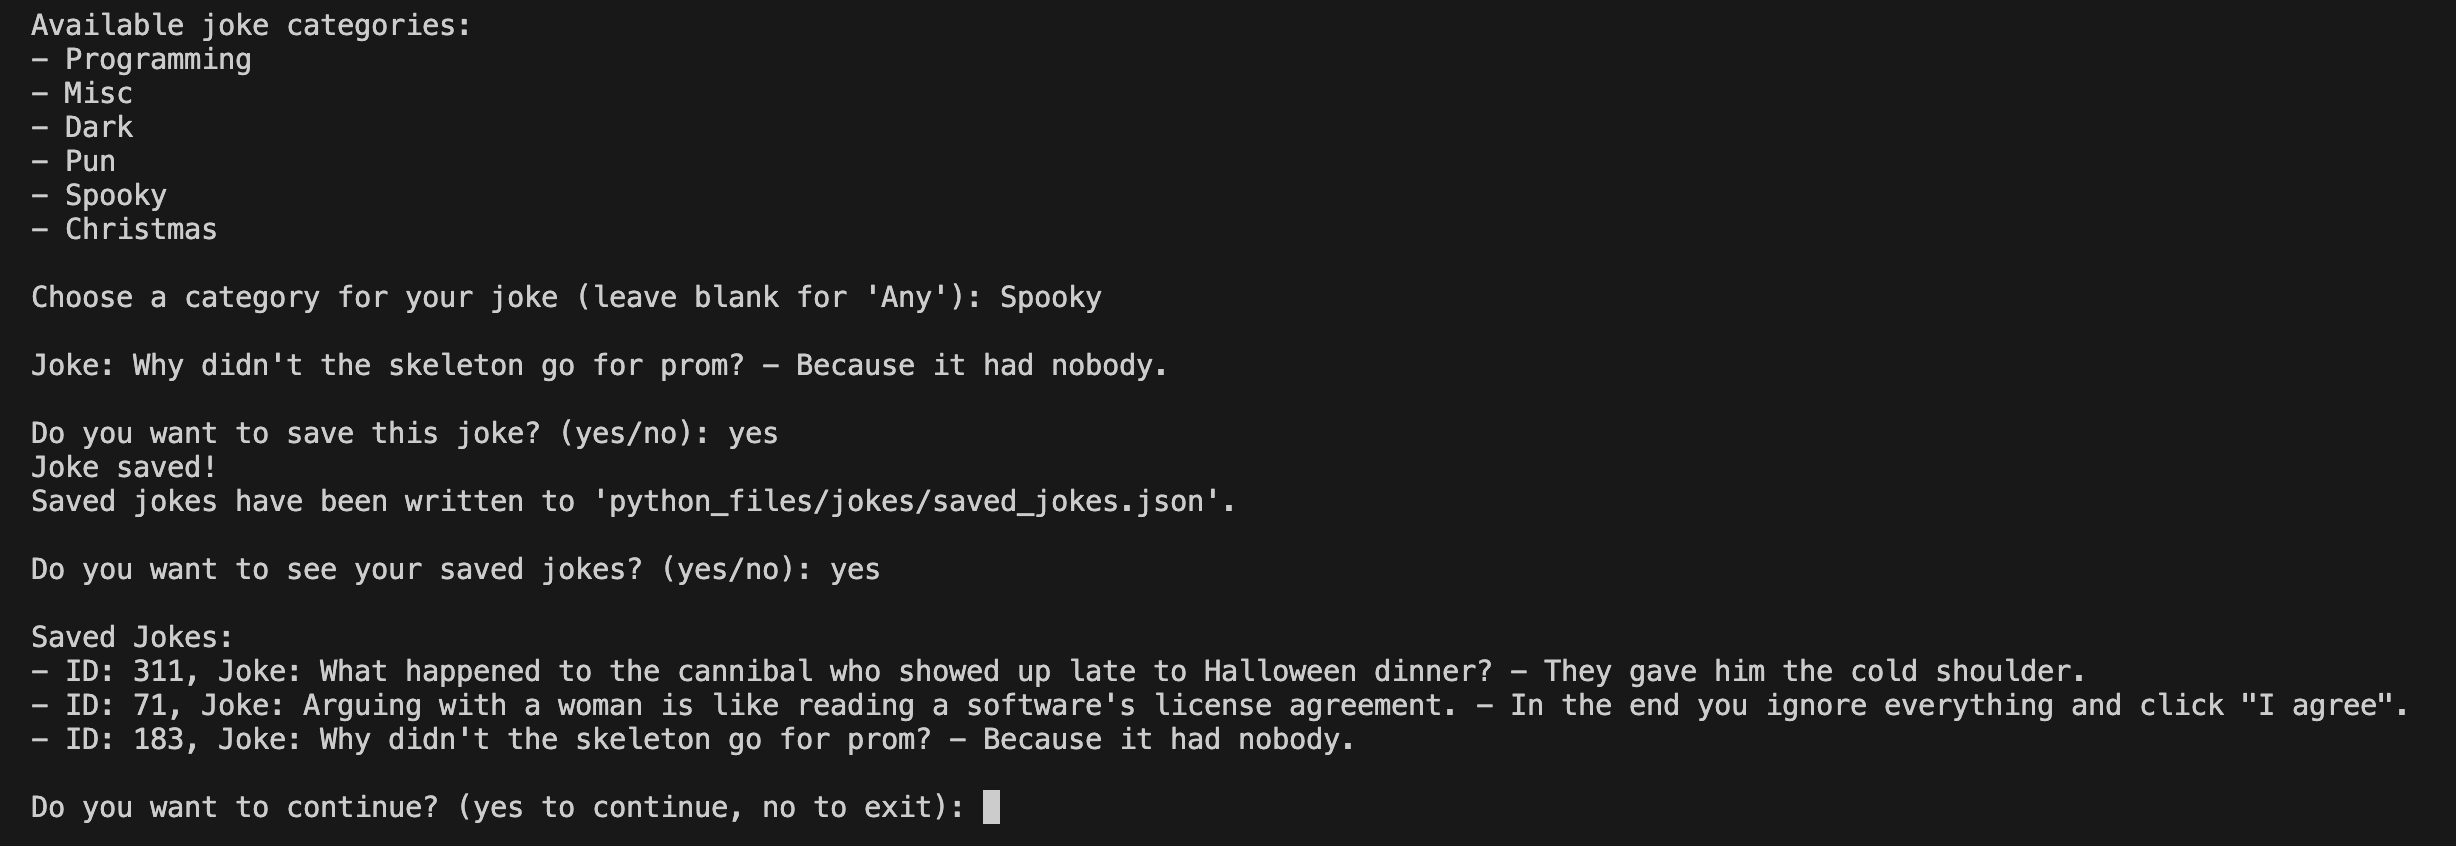 Available joke categories:
- Programming
- Misc
- Dark
- Pun
- Spooky
- Christmas
Choose a category for your joke (leave blank for 'Any'): Spooky
Joke: Why didn't the skeleton go for prom? - Because it had nobody.
Do you want to save this joke? (yes/no): yes
Joke saved!
Saved jokes have been written to 'python_files/jokes/saved_jokes.json'.
Do you want to see your saved jokes? (yes/no): yes
Saved Jokes:
- ID: 311, Joke: What happened to the cannibal who showed up late to Halloween dinner? - They gave him the cold shoulder.
- ID: 71, Joke: Arguing with a woman is like reading a software's license agreement. - In the end you ignore everything and click "I agree".
- ID: 183, Joke: Why didn't the skeleton go for prom? - Because it had nobody.
Do you want to continue? (yes to continue, no to exit):